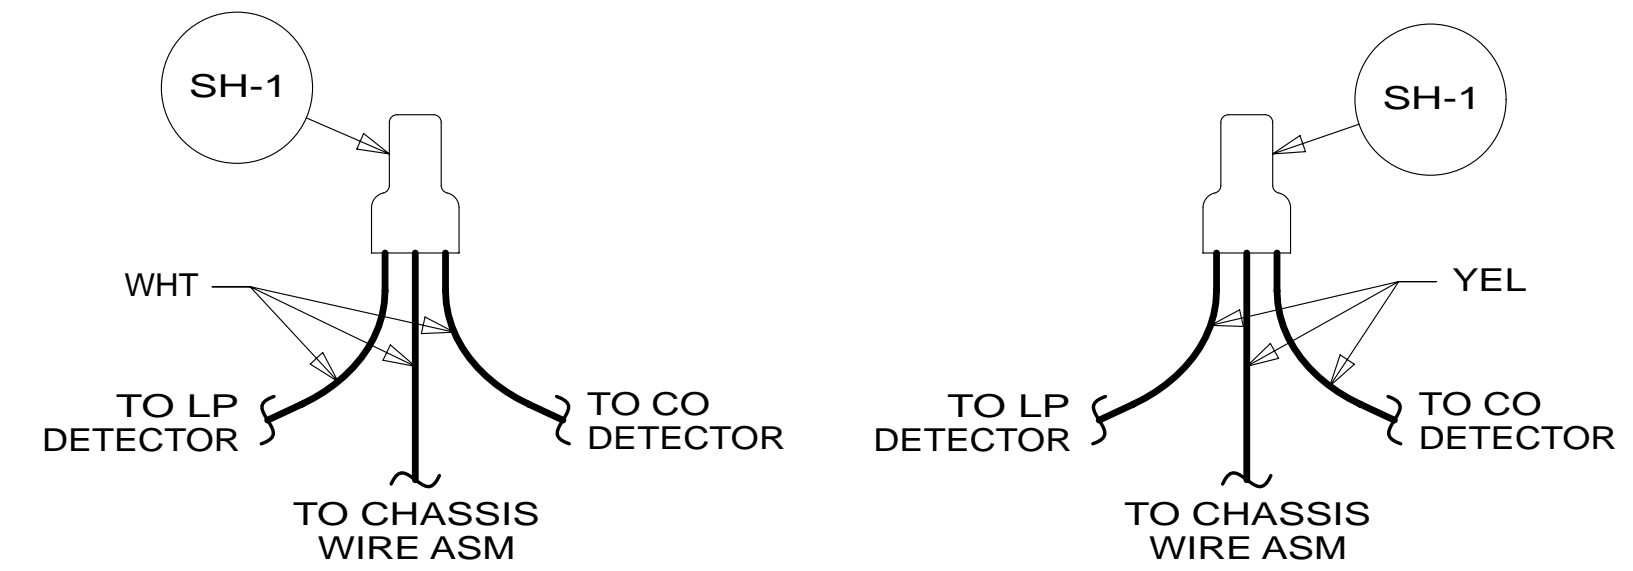 SH-1
WHT
TO LP
DETECTOR
TO CO
DETECTOR
TO CHASSIS
WIRE ASM
SH-1
YEL
TO LP
DETECTOR
TO CO
DETECTOR
TO CHASSIS
WIRE ASM